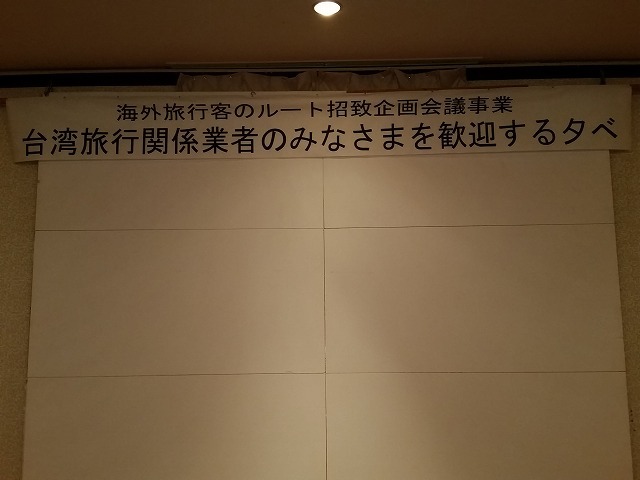 海外旅行客のルート招致企画会議事業
台湾旅行関係業者のみなさまを歓迎する夕べ